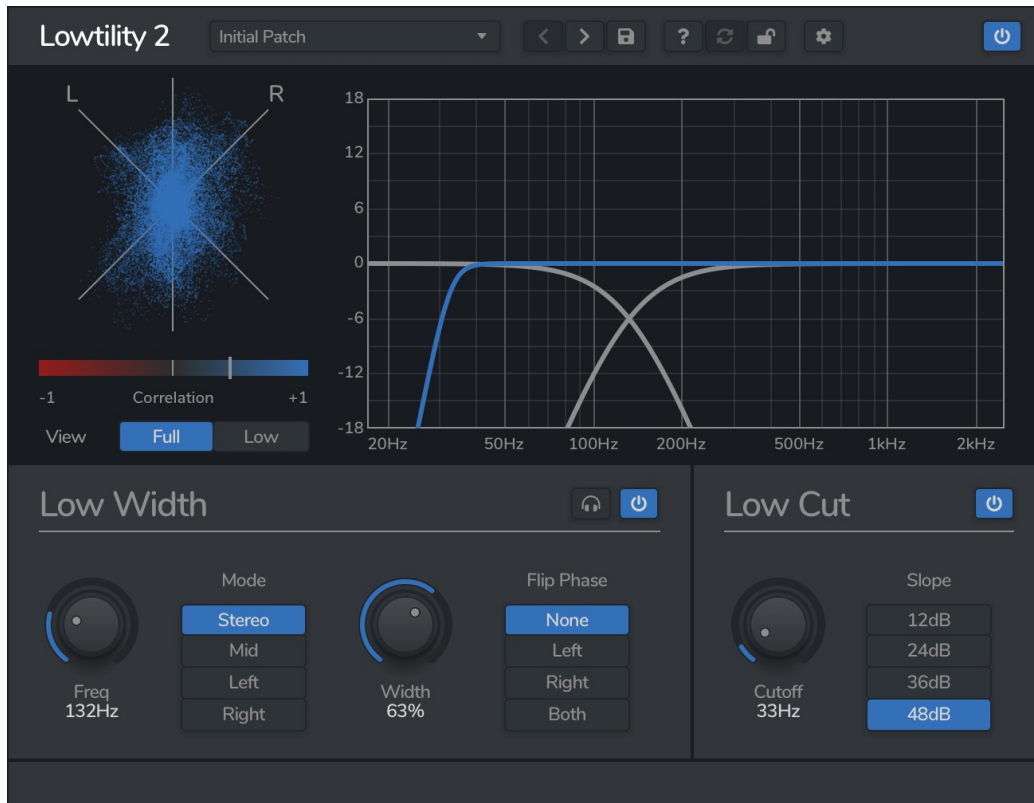 Lowtility 2 Initial Patch ?
L R
18
12
6
0
-6
-12
-18
20Hz 50Hz 100Hz 200Hz 500Hz 1kHz 2kHz
-1 Correlation +1
View Full Low
Low Width
Freq
132Hz
Mode
Stereo
Mid
Left
Right
Width
63%
Flip Phase
None
Left
Right
Both
Low Cut
Cutoff
33Hz
Slope
12dB
24dB
36dB
48dB